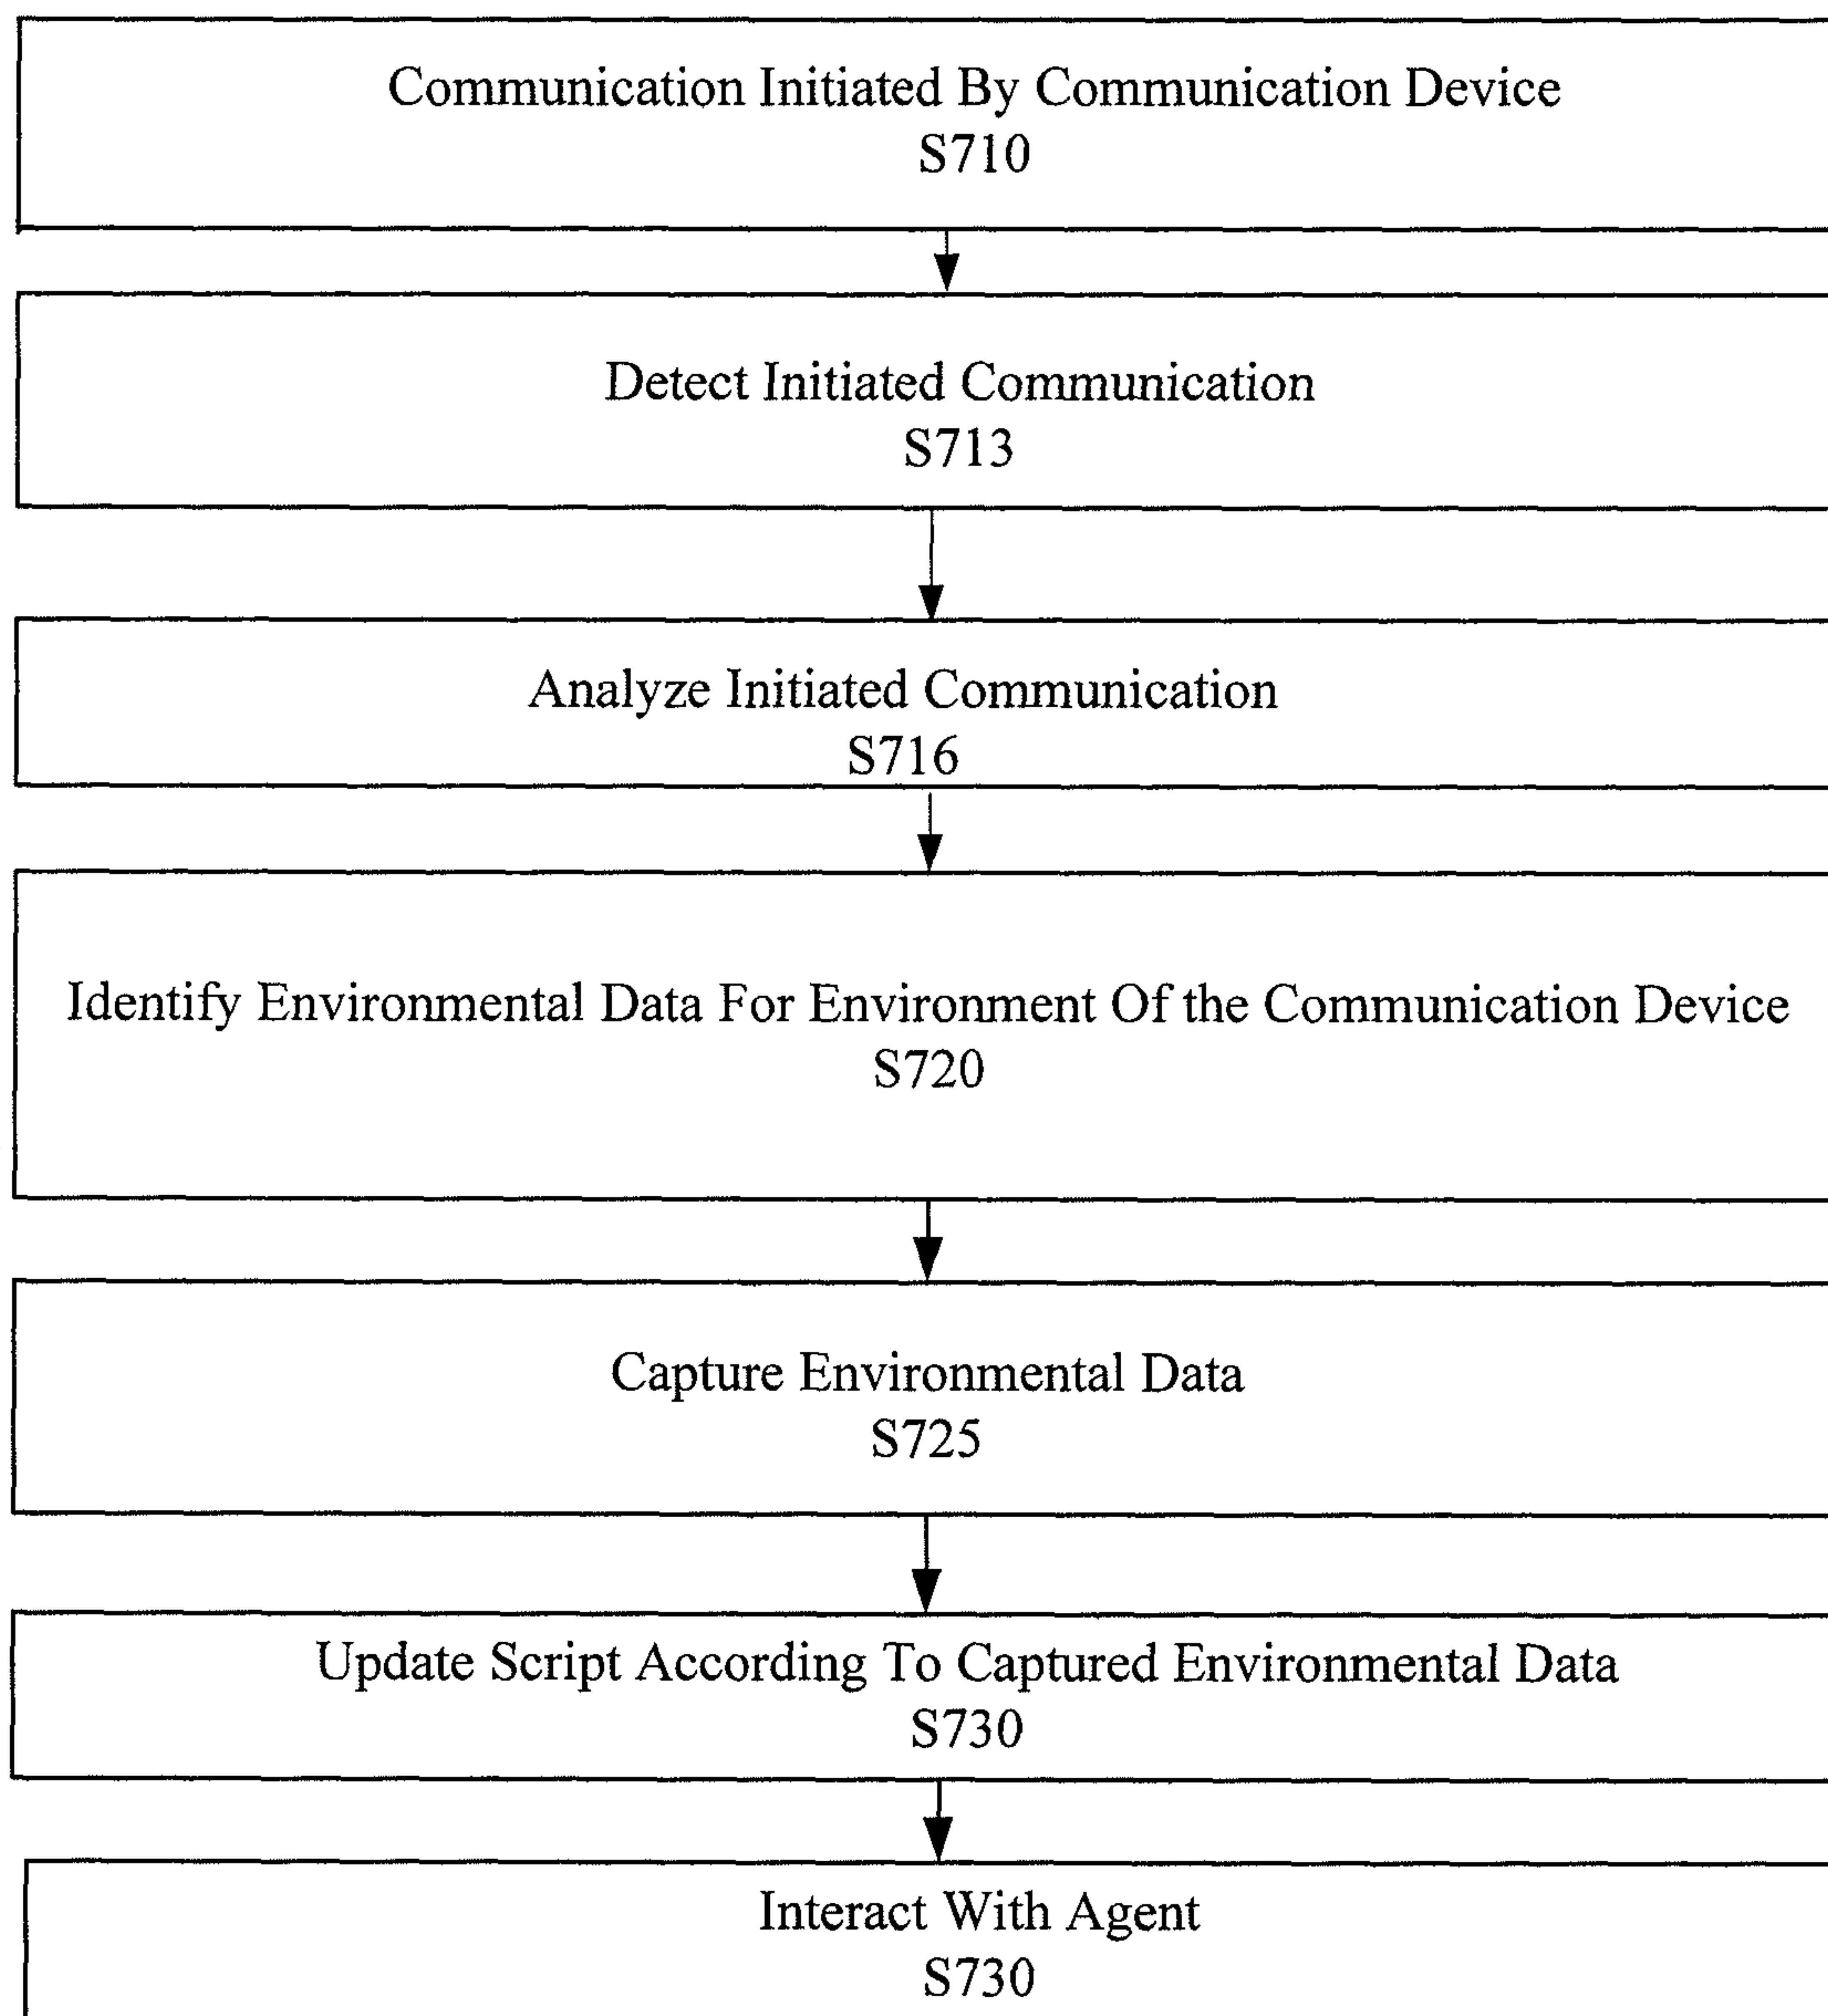 Communication Initiated By Communication Device
S710
Detect Initiated Communication
S713
Analyze Initiated Communication
S716
Identify Environmental Data For Environment Of the Communication Device
S720
Capture Environmental Data
S725
Update Script According To Captured Environmental Data
S730
Interact With Agent
S730